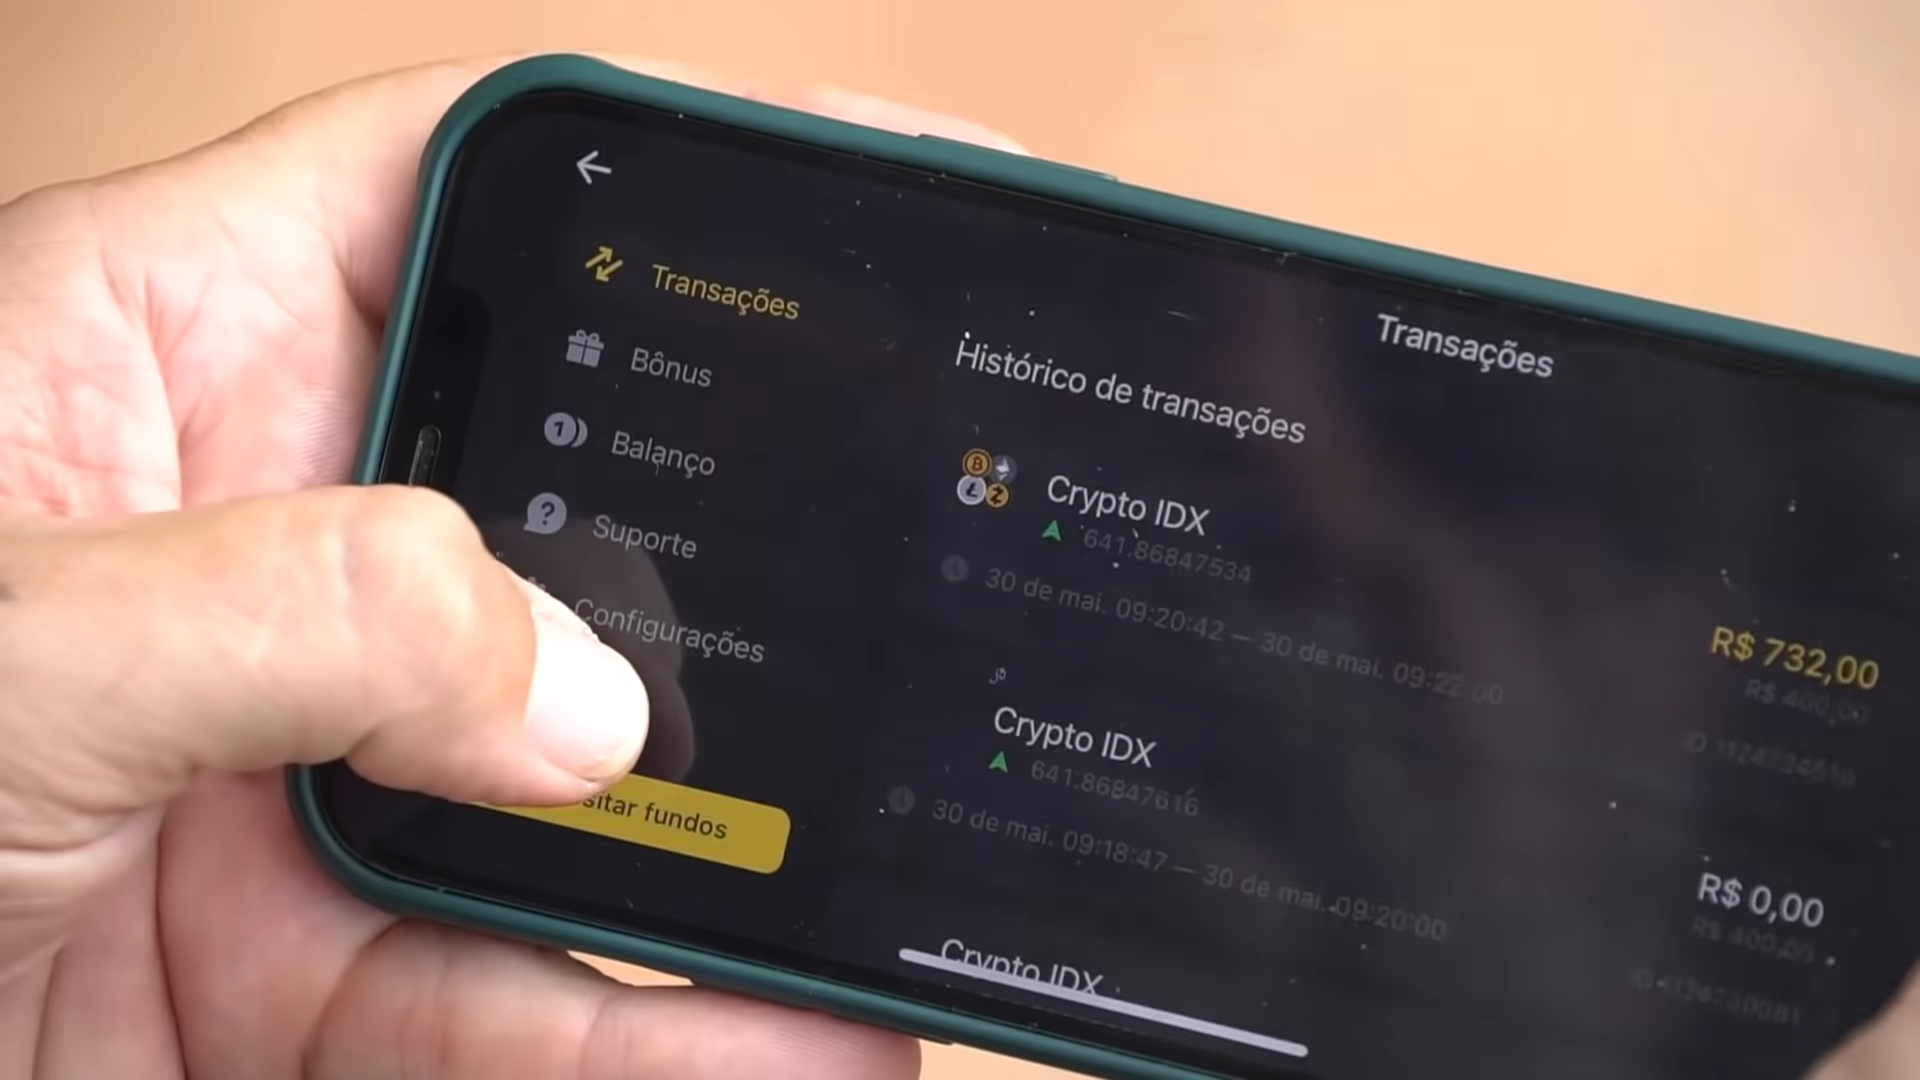 Transações
Bônus
Balanço
Suporte
Configurações
sitar fundos
Transações
Histórico de transações
Crypto IDX
641.86847534
30 de mai. 09:20:42 — 30 de mai. 09:22:00
R$ 732,00
R$ 400,00
Crypto IDX
641.86847616
30 de mai. 09:18:47 — 30 de mai. 09:20:00
R$ 0,00
R$ 400,00
Crypto IDX